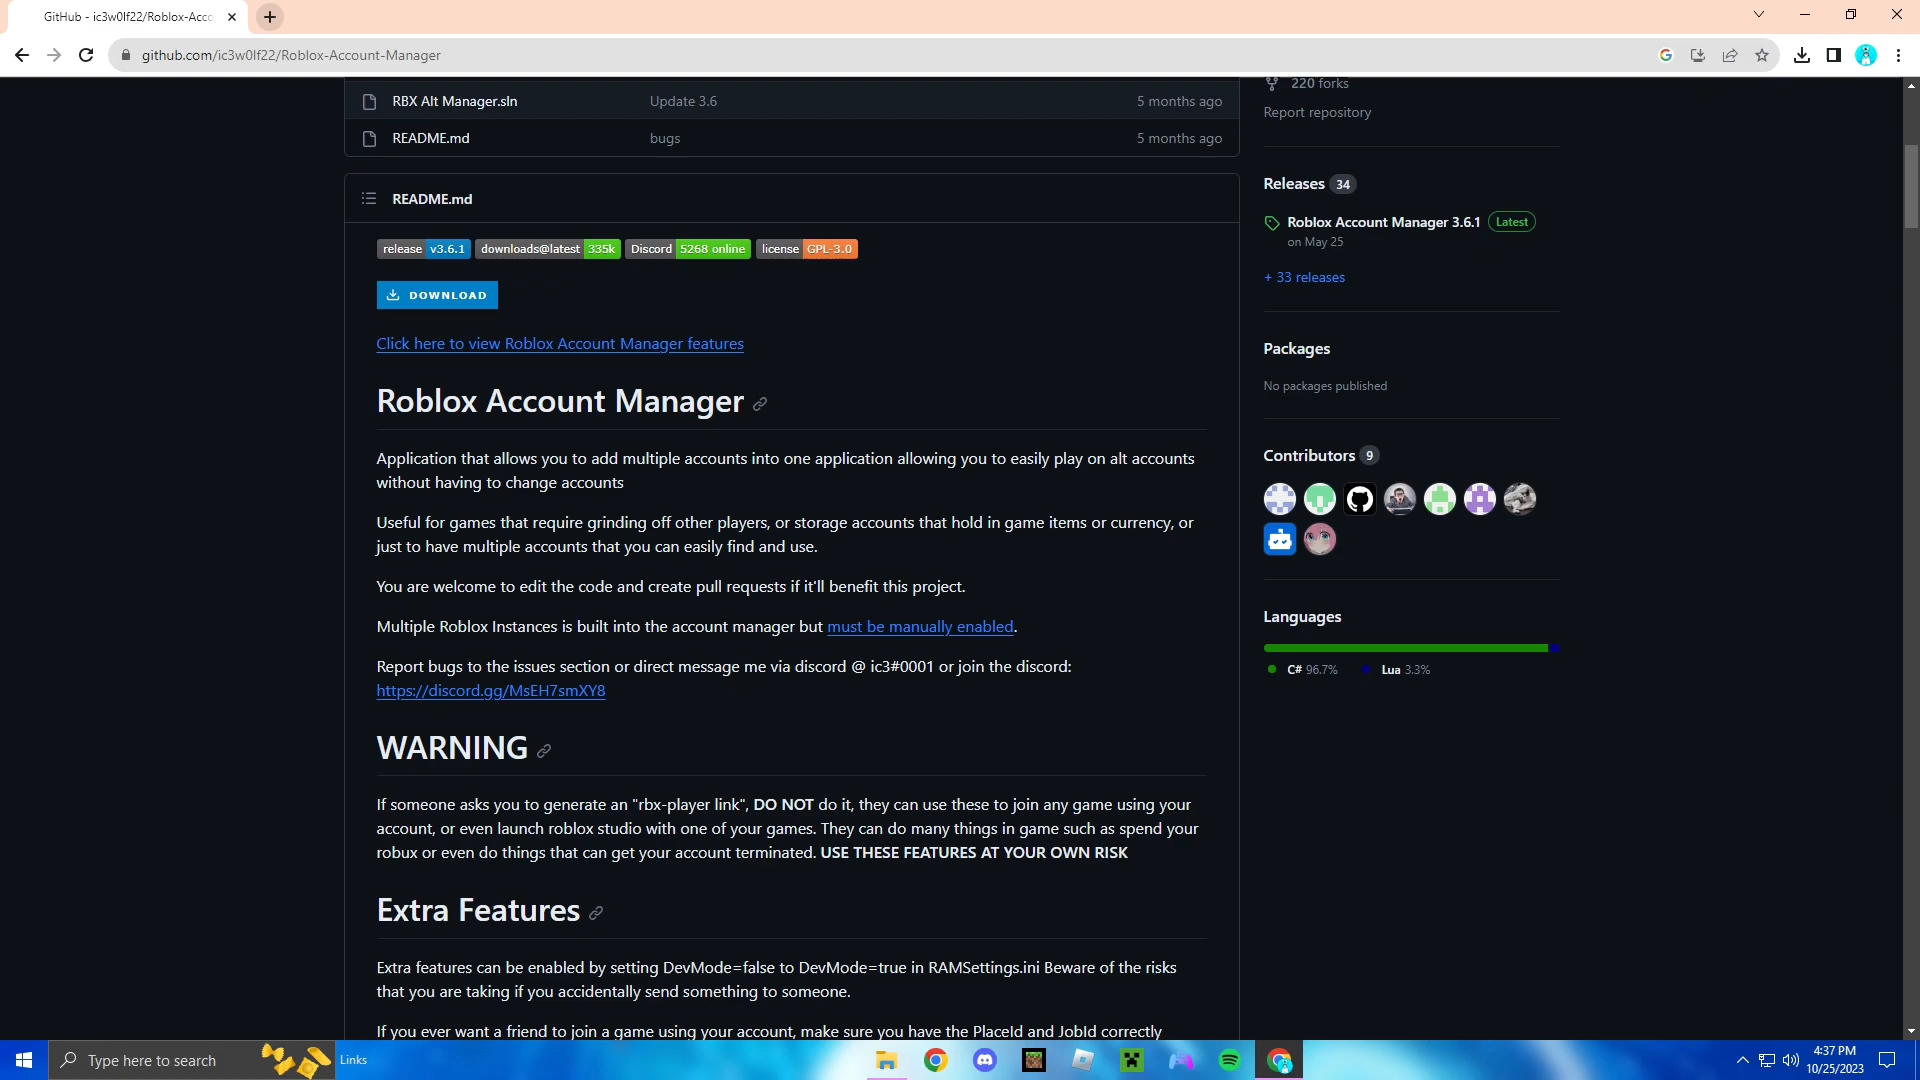 GitHub - ic3w0lf22/Roblox-Acco
github.com/ic3w0lf22/Roblox-Account-Manager
220 forks
RBX Alt Manager.sln Update 3.6 5 months ago
Report repository
README.md bugs 5 months ago
Releases 34
README.md
Roblox Account Manager 3.6.1 Latest
on May 25
release v3.6.1 downloads@latest 335k Discord 5268 online license GPL-3.0
+ 33 releases
DOWNLOAD
Click here to view Roblox Account Manager features
Packages
No packages published
Roblox Account Manager
Application that allows you to add multiple accounts into one application allowing you to easily play on alt accounts
without having to change accounts
Contributors 9
Useful for games that require grinding off other players, or storage accounts that hold in game items or currency, or
just to have multiple accounts that you can easily find and use.
You are welcome to edit the code and create pull requests if it'll benefit this project.
Multiple Roblox Instances is built into the account manager but must be manually enabled.
Languages
C# 96.7% Lua 3.3%
Report bugs to the issues section or direct message me via discord @ ic3#0001 or join the discord:
https://discord.gg/MsEH7smXY8
WARNING
If someone asks you to generate an "rbx-player link", DO NOT do it, they can use these to join any game using your
account, or even launch roblox studio with one of your games. They can do many things in game such as spend your
robux or even do things that can get your account terminated. USE THESE FEATURES AT YOUR OWN RISK
Extra Features
Extra features can be enabled by setting DevMode=false to DevMode=true in RAMSettings.ini Beware of the risks
that you are taking if you accidentally send something to someone.
If you ever want a friend to join a game using your account, make sure you have the PlaceId and JobId correctly
Type here to search
Links
4:37 PM
10/25/2023